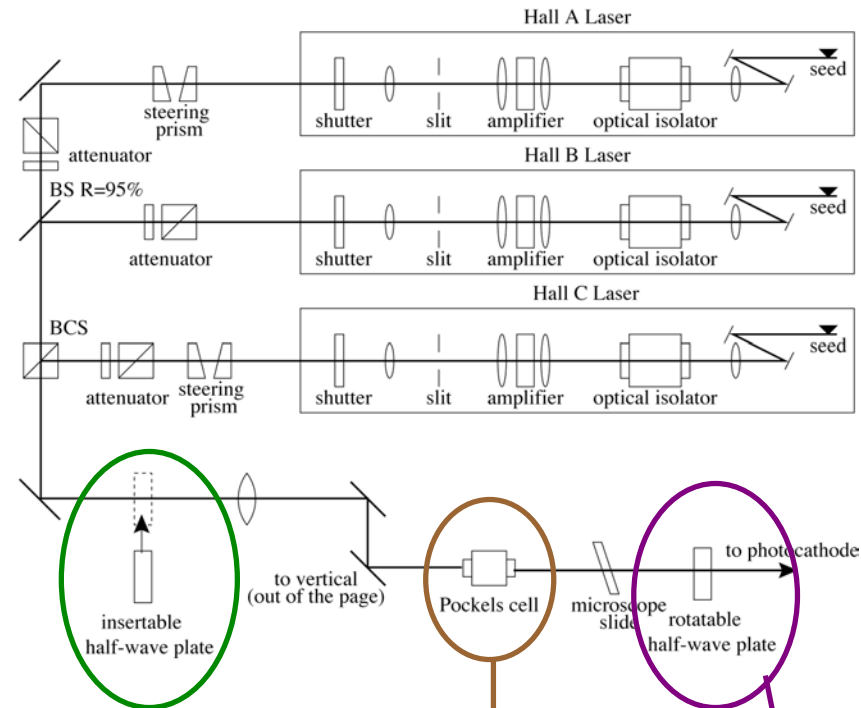 Hall A Laser
seed
steering
prism
shutter
slit
amplifier
optical isolator
attenuator
Hall B Laser
BS R=95%
seed
attenuator
shutter
slit
amplifier
optical isolator
Hall C Laser
BCS
seed
attenuator
steering
prism
shutter
slit
amplifier
optical isolator
insertable
half-wave plate
to vertical
(out of the page)
Pockels cell
microscope
slide
to photocathode
rotatable
half-wave plate